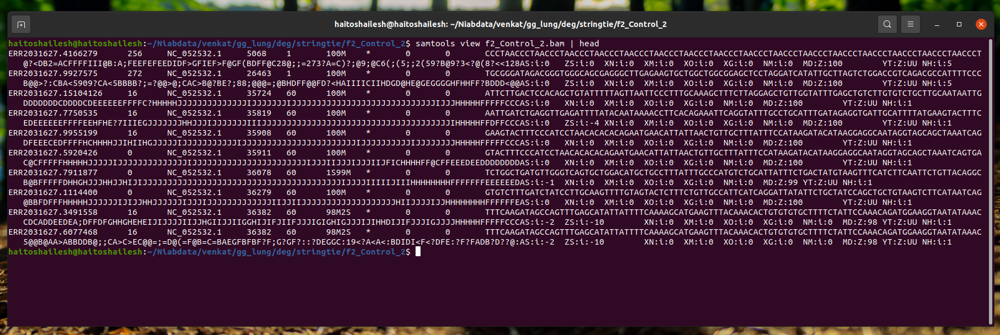 haitoshailesh@haitoshailesh: ~/Niabdata/venkat/gg_lung/deg/stringtie/f2_Control_2
haitoshailesh@haitoshailesh:~/Niabdata/venkat/gg_lung/deg/stringtie/f2_Control_2$ samtools view f2_Control_2.bam | head
ERR2031627.4166279 256 NC_052532.1 5068 1 100M * 0 0 CCCTAACCCTAACCCTAACCCTAACCCTAACCCTAACCCTAACCCTAACCCTAACCCTAACCCTAACCCTAACCCTAACCCTAACCCTAACCCTAACCCT
@?<DB2=ACFFFFIII@B:A;FEEFEFEEDIDF>GFIEF>F@GF(BDFF@C28@;;=273?A=C)?;@9;@C6(;(5;;2(59?B@9?3<?@(8?<<128AS:i:0 ZS:i:0 XN:i:0 XM:i:0 XO:i:0 XG:i:0 NM:i:0 MD:Z:100 YT:Z:UU NH:i:5
ERR2031627.9927575 272 NC_052532.1 26463 1 100M * 0 0 TGCGGGATAGACGGGTGGGCAGCGAGGGCTTGAGAAGTGCTGGCTGGCGGAGCTCCTAGGATCATATTGCTTAGTCTGGACCGTCAGACGCCATTTTCCC
B@@>?:CBA<5909?CA<5BBBB?;=?@@>@;CAC>B@?BE?;88;@@@=;@BHDFF@@FD?<HAIIIICIIHDGD@HE@GEGGGGHFHHFF?BDDD<@@AS:i:0 ZS:i:0 XN:i:0 XM:i:0 XO:i:0 XG:i:0 NM:i:0 MD:Z:100 YT:Z:UU NH:i:5
ERR2031627.15104126 16 NC_052532.1 35724 60 100M * 0 0 ATTCTTGACTCCACAGCTGTATTTTTAGTTAATTCCCTTTGCAAAGCTTTCTTAGGAGCTGTTGGTATTTGAGCTGTCTTGTGTCTGCTTGCAATAATTG
DDDDDDDDCDDDDCDEEEEEEFFFFC?HHHHHJJJJJJJJJJJJJJIJJJJJJIJJJJJJJJJJJJJJJJJJJJJJJJJJJJJJIJJJHHHHHFFFFFCCCAS:i:0 XN:i:0 XM:i:0 XO:i:0 XG:i:0 NM:i:0 MD:Z:100 YT:Z:UU NH:i:1
ERR2031627.7750535 16 NC_052532.1 35819 60 100M * 0 0 AATTGATCTGAGGTTGAGATTTTATACAATAAAACCTTCACAGAAATTCAGGTATTTGCCTGCATTTGATAGAGGTGATTGCATTTTATGAAGTACTTTC
EDEEEEEEFFFFEEHFHE?7IIIEGJJJJJJJHHJJJIJJJJJJJIIIJJJJJJJJJJJJJJJJJJJJJJJJJJJJJJJJJJJJJJIHHHHHFFDFFCCCAS:i:0 ZS:i:-4 XN:i:0 XM:i:0 XO:i:0 XG:i:0 NM:i:0 MD:Z:100 YT:Z:UU NH:i:1
ERR2031627.9955199 16 NC_052532.1 35908 60 100M * 0 0 GAAGTACTTTCCCATCCTAACACACACAGAATGAACATTATTAACTGTTGCTTTATTTCCATAAGATACATAAGGAGGCAATAGGTAGCAGCTAAATCAG
DFEEECEDFFFFHCHHHHJJIHIIHGJJJJJIJJJJJJJJJJJIJJJJJJJJJJJJJJJJJJJJJJJIJJJJJJJJJJIJJJJJJJJHHHHHFFFFFCCCAS:i:0 XN:i:0 XM:i:0 XO:i:0 XG:i:0 NM:i:0 MD:Z:100 YT:Z:UU NH:i:1
ERR2031627.5920426 0 NC_052532.1 35911 60 100M * 0 0 GTACTTTCCCATCCTAACACACACAGAATGAACATTATTAACTGTTGCTTTATTTCCATAAGATACATAAGGAGGCAATAGGTAGCAGCTAAATCAGTGA
C@CFFFFFHHHHHJJJJJIJJJJJJJJJJJJJJIJJJJJJJJJJJJJJJJJJJJJJJIJJJIIJJJIJJJIIJFICHHHHFF@CFFEEEDEEDDDDDDDDAS:i:0 XN:i:0 XM:i:0 XO:i:0 XG:i:0 NM:i:0 MD:Z:100 YT:Z:UU NH:i:1
ERR2031627.7911877 0 NC_052532.1 36078 60 1S99M * 0 0 TCTGGCTGATGTTGGGTCAGTGCTGGACATGCTGCCTTTATTTGCCCATGTCTGCATTATTTCTGACTATGTAAGTTTCATCTTCAATTCTGTTACAGGC
B@BFFFFFDHHGHJJJHHJJHIJIJJJJJJJJJJJJJJJJJJJJJJJJJJJJJJJJJJJJJJJJIJJJJIIIIIJIIIHHHHHHHHFFFFFFFEEEEEEDAS:i:-1 XN:i:0 XM:i:0 XO:i:0 XG:i:0 NM:i:0 MD:Z:99 YT:Z:UU NH:i:1
ERR2031627.1114400 0 NC_052532.1 36279 60 100M * 0 0 GTGTCTTTGATCTATCCTTGCAAGTTTTGTAGTACTCTTTCTGTTGCCATTCATCAGGATTATATTCTGCTATCCAGCTGCTGTAAGTCTTCATAATCAG
@BBFDFFFHHHHHJJJJJJIJIJJHJJJJJJIJJJIJJJJJJJJJJJJJIIJJIIJJJJJJJJJJJJJJJJJJJHIIJJJJIJJHHHHHHHFFFFFFEAS:i:0 XN:i:0 XM:i:0 XO:i:0 XG:i:0 NM:i:0 MD:Z:100 YT:Z:UU NH:i:1
ERR2031627.3491558 16 NC_052532.1 36382 60 98M2S * 0 0 TTTCAAGATAGCCAGTTTGAGCATATTATTTTCAAAAGCATGAAGTTTACAAACACTGTGTGTGCTTTTCTATTCCAAACAGATGGAAGGTAATATAAAC
CDCADDEEDEA;DFFDFGHHGHEHEIJIJJJJIIJJHGIIJJIIGGHIJIFJIIFJJJIGIGHIGJJJIJIHHDIJIFJJJIGJJJJHHHHHFFFFFCCCAS:i:-2 ZS:i:-10 XN:i:0 XM:i:0 XO:i:0 XG:i:0 NM:i:0 MD:Z:98 YT:Z:UU NH:i:1
ERR2031627.6077468 16 NC_052532.1 36382 60 98M2S * 0 0 TTTCAAGATAGCCAGTTTGAGCATATTATTTTCAAAAGCATGAAGTTTACAAACACTGTGTGTGCTTTTCTATTCCAAACAGATGGAAGGTAATATAAAC
5@@B@AA>ABBDDB@;;CA>C>EC@@=;=D@(=F@B=C=BAEGFBFBF?F;G?GF?::?DEGGC:19<?A<A<:BDIDI<F<?DFE:?F?FADB?D??@:AS:i:-2 ZS:i:-10 XN:i:0 XM:i:0 XO:i:0 XG:i:0 NM:i:0 MD:Z:98 YT:Z:UU NH:i:1
haitoshailesh@haitoshailesh:~/Niabdata/venkat/gg_lung/deg/stringtie/f2_Control_2$